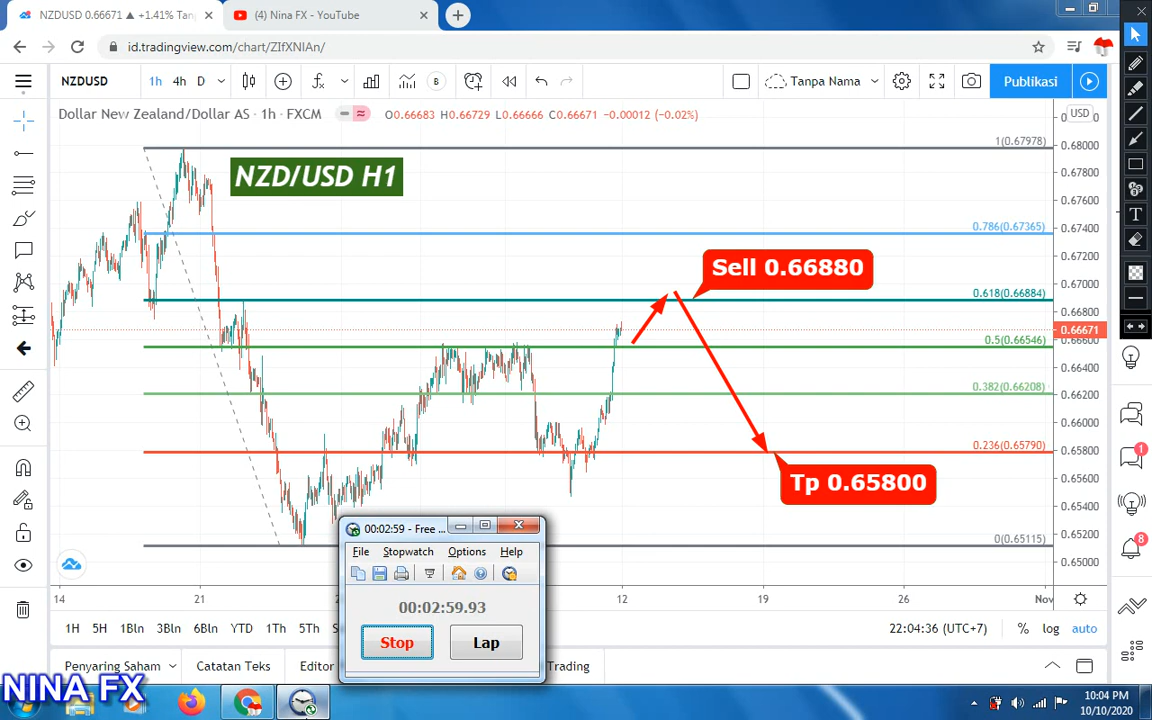 NZDUSD 0.66671 ▲ +1.41% Tan
(4) Nina FX - YouTube
id.tradingview.com/chart/ZIfXNIAn/
NZDUSD 1h 4h D
Tanpa Nama
Publikasi
Dollar New Zealand/Dollar AS · 1h · FXCM
O0.66683 H0.66729 L0.66666 C0.66671 -0.00012 (-0.02%)
USD
1(0.67978)
0.68000
NZD/USD H1
0.67800
0.67600
0.786(0.67365)
0.67400
0.67200
Sell 0.66880
0.618(0.66884)
0.67000
0.66800
0.66671
0.5(0.66546)
0.66600
0.66400
0.382(0.66208)
0.66200
0.66000
0.236(0.65790)
0.65800
Tp 0.65800
0.65600
0.65400
0.65200
0(0.65115)
0.65000
00:02:59 - Free ...
File Stopwatch Options Help
00:02:59.93
Stop Lap
14 21 12 19 26 Nov
1H 5H 1Bln 3Bln 6Bln YTD 1Th 5Th
22:04:36 (UTC+7) % log auto
Penyaring Saham Catatan Teks Editor Trading
NINA FX
1
8
10:04 PM
10/10/2020